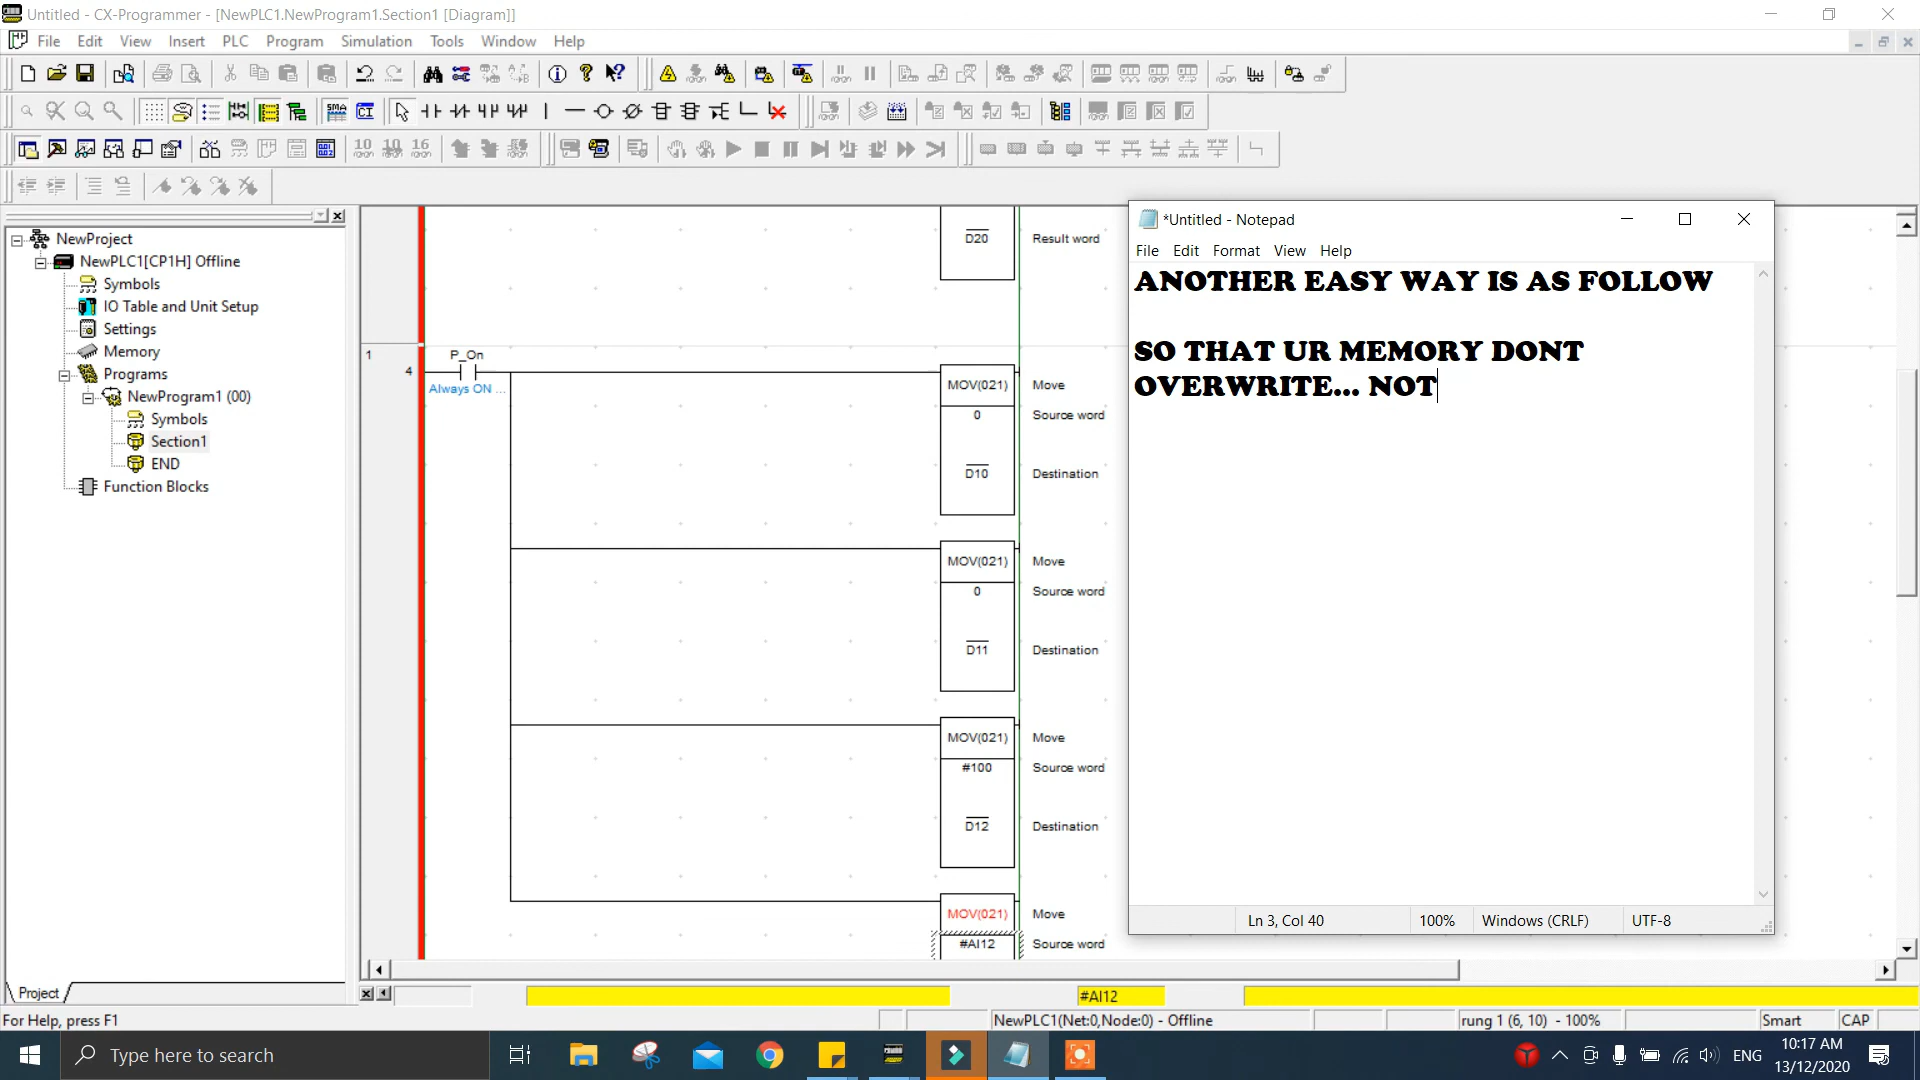 Untitled - CX-Programmer - [NewPLC1.NewProgram1.Section1 [Diagram]]
File Edit View Insert PLC Program Simulation Tools Window Help
SMA CI
10 10 16
NewProject
NewPLC1[CP1H] Offline
Symbols
IO Table and Unit Setup
Settings
Memory
Programs
NewProgram1 (00)
Symbols
Section1
END
Function Blocks
Project
D20 Result word
1
4
P_On
Always ON ...
MOV(021) Move
0 Source word
D10 Destination
MOV(021) Move
0 Source word
D11 Destination
MOV(021) Move
#100 Source word
D12 Destination
MOV(021) Move
#AI12 Source word
*Untitled - Notepad
File Edit Format View Help
ANOTHER EASY WAY IS AS FOLLOW
SO THAT UR MEMORY DONT
OVERWRITE... NOT
Ln 3, Col 40 100% Windows (CRLF) UTF-8
#AI12
For Help, press F1
NewPLC1(Net:0,Node:0) - Offline
rung 1 (6, 10) - 100%
Smart
CAP
Type here to search
ENG
10:17 AM
13/12/2020